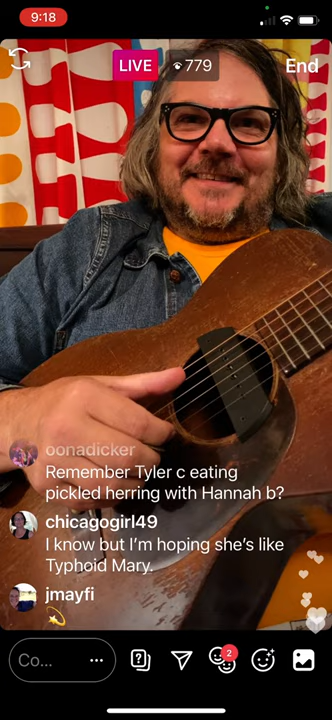 9:18
LIVE
779
End
oonadicker
Remember Tyler c eating
pickled herring with Hannah b?
chicagogirl49
I know but I'm hoping she's like
Typhoid Mary.
jmayfi
Co...
2